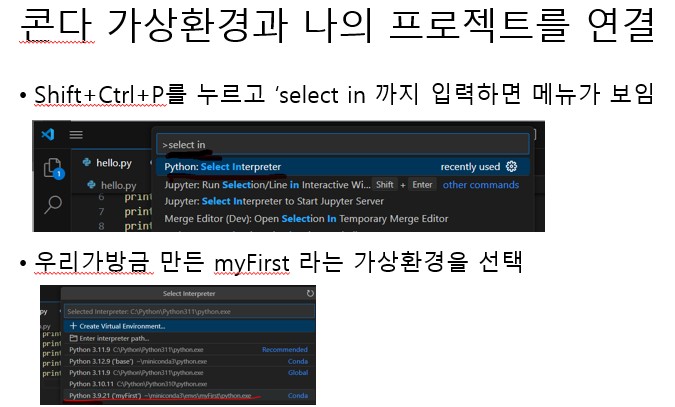 콘다 가상환경과 나의 프로젝트를 연결
• Shift+Ctrl+P를 누르고 ‘select in 까지 입력하면 메뉴가 보임
>select in
hello.py
Python: Select Interpreter recently used
Jupyter: Run Selection/Line in Interactive Wi... Shift + Enter other commands
hello.py
Jupyter: Select Interpreter to Start Jupyter Server
6 print
7 print
Merge Editor (Dev): Open Selection In Temporary Merge Editor
8 print
• 우리가방금 만든 myFirst 라는 가상환경을 선택
Select Interpreter
Selected Interpreter: C:\Python\Python311\python.exe
+ Create Virtual Environment...
Enter interpreter path...
Python 3.11.9 C:\Python\Python311\python.exe Recommended
Python 3.12.9 ('base') ~\miniconda3\python.exe Conda
Python 3.11.9 C:\Python\Python311\python.exe Global
Python 3.10.11 C:\Python\Python310\python.exe
Python 3.9.21 ('myFirst') ~\miniconda3\envs\myFirst\python.exe Conda